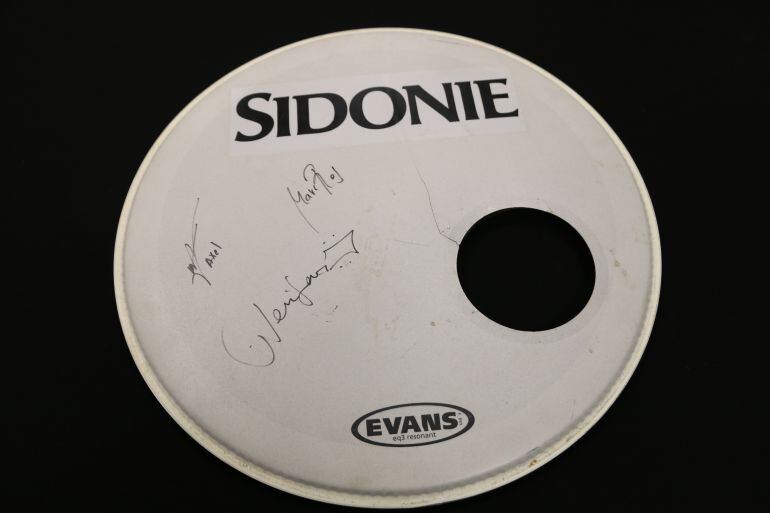 SIDONIE
Marc Ros
Axel
EVANS
eq3 resonant